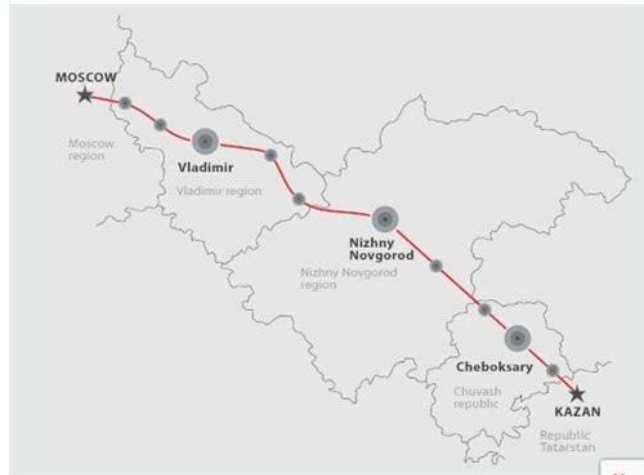 MOSCOW
Moscow
region
Vladimir
Vladimir region
Nizhny
Novgorod
Nizhny Novgorod
region
Cheboksary
Chuvash
republic
KAZAN
Republic
Tatarstan